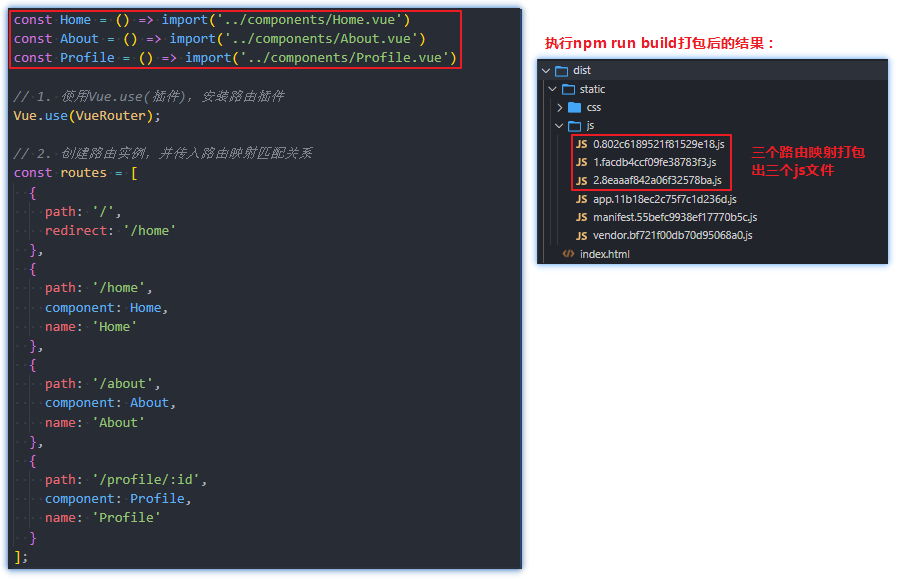 const Home = () => import('../components/Home.vue')
const About = () => import('../components/About.vue')
const Profile = () => import('../components/Profile.vue')
// 1. 使用Vue.use(插件), 安装路由插件
Vue.use(VueRouter);
// 2. 创建路由实例, 并传入路由映射匹配关系
const routes = [
  {
    path: '/',
    redirect: '/home'
  },
  {
    path: '/home',
    component: Home,
    name: 'Home'
  },
  {
    path: '/about',
    component: About,
    name: 'About'
  },
  {
    path: '/profile/:id',
    component: Profile,
    name: 'Profile'
  }
];
执行npm run build打包后的结果：
dist
static
css
js
JS 0.802c6189521f81529e18.js
JS 1.facdb4ccf09fe38783f3.js
JS 2.8eaaaf842a06f32578ba.js
三个路由映射打包
出三个js文件
JS app.11b18ec2c75f7c1d236d.js
JS manifest.55befc9938ef17770b5c.js
JS vendor.bf721f00db70d95068a0.js
index.html